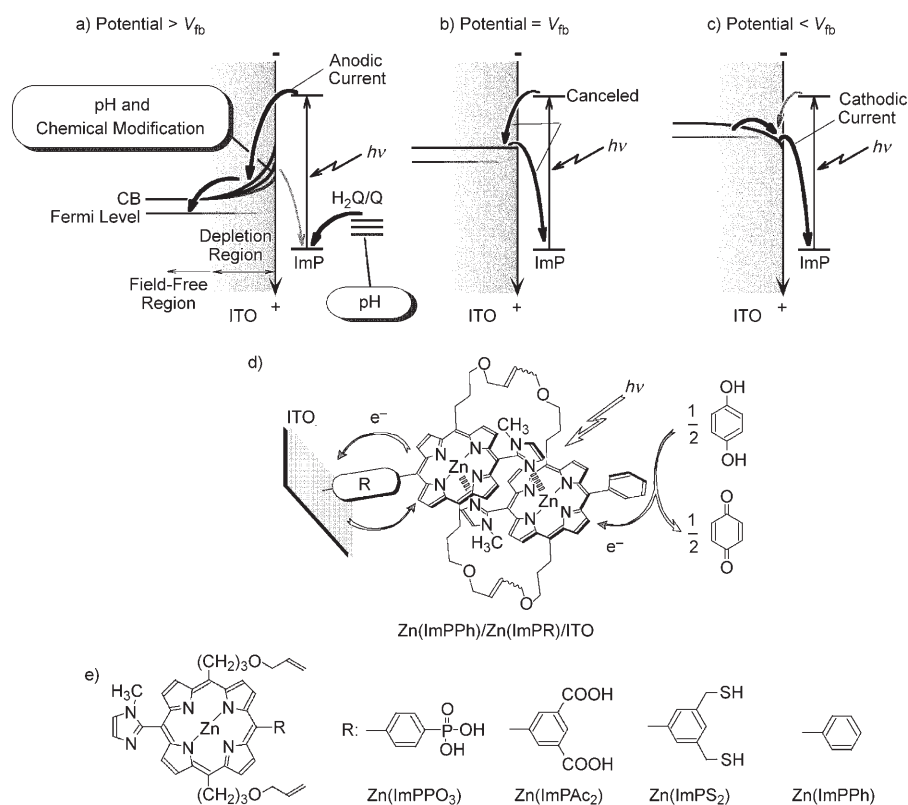 a) Potential > Vfb
b) Potential = Vfb
c) Potential < Vfb
-
Anodic
Current
pH and
Chemical Modification
hν
CB
Fermi Level
H2Q/Q
Depletion
Region
ImP
Field-Free
Region
ITO
+
pH
-
Canceled
hν
ImP
ITO
+
-
Cathodic
Current
hν
ImP
ITO
+
d)
ITO
e–
R
O
O
CH3
N
N
N
N
N
Zn
N
N
N
N
N
N
N
Zn
N
H3C
O
O
hν
e–
1
2
OH
OH
1
2
O
O
Zn(ImPPh)/Zn(ImPR)/ITO
e)
(CH2)3O
H3C
N
N
N
N
Zn
N
N
R
(CH2)3O
R:
O
P
OH
OH
Zn(ImPPO3)
COOH
COOH
Zn(ImPAc2)
SH
SH
Zn(ImPS2)
Zn(ImPPh)